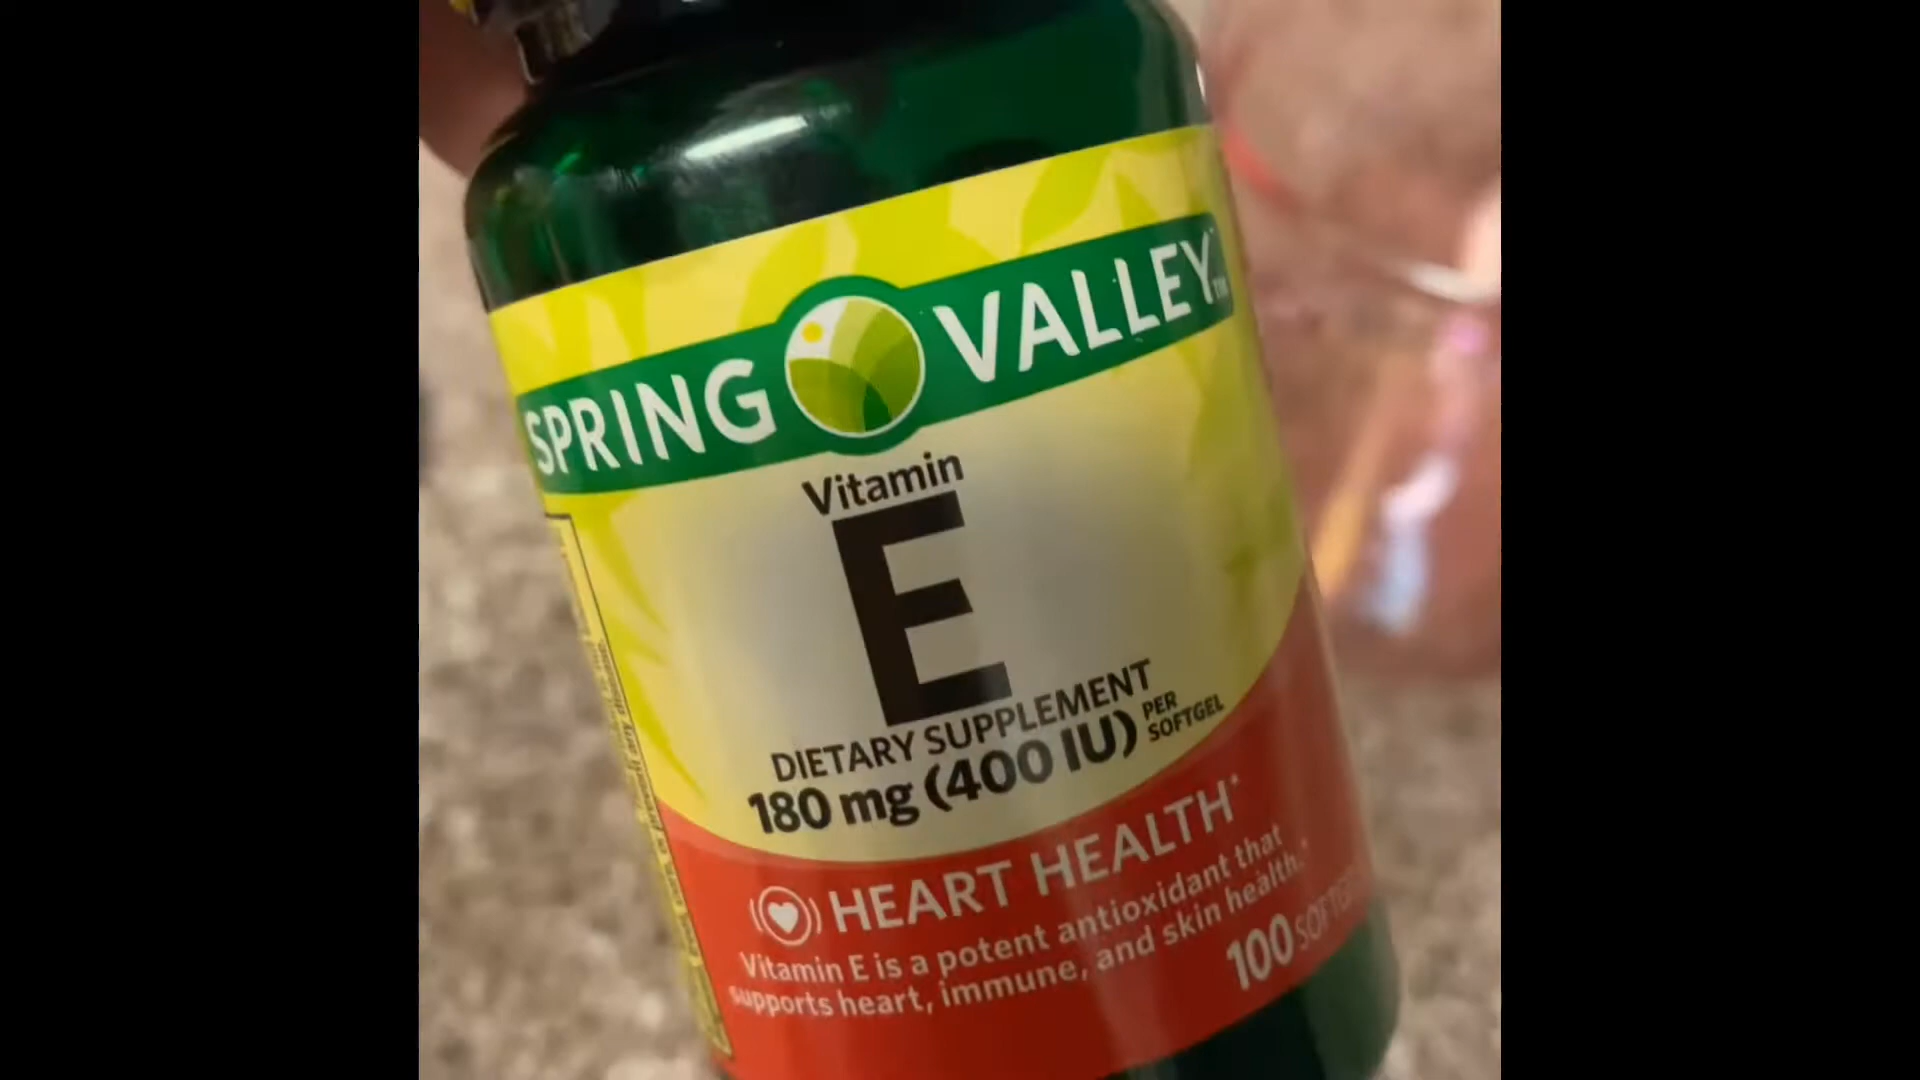 SPRING VALLEY™
Vitamin
E
DIETARY SUPPLEMENT
180 mg (400 IU) PER
SOFTGEL
HEART HEALTH*
Vitamin E is a potent antioxidant that
supports heart, immune, and skin health.*
100